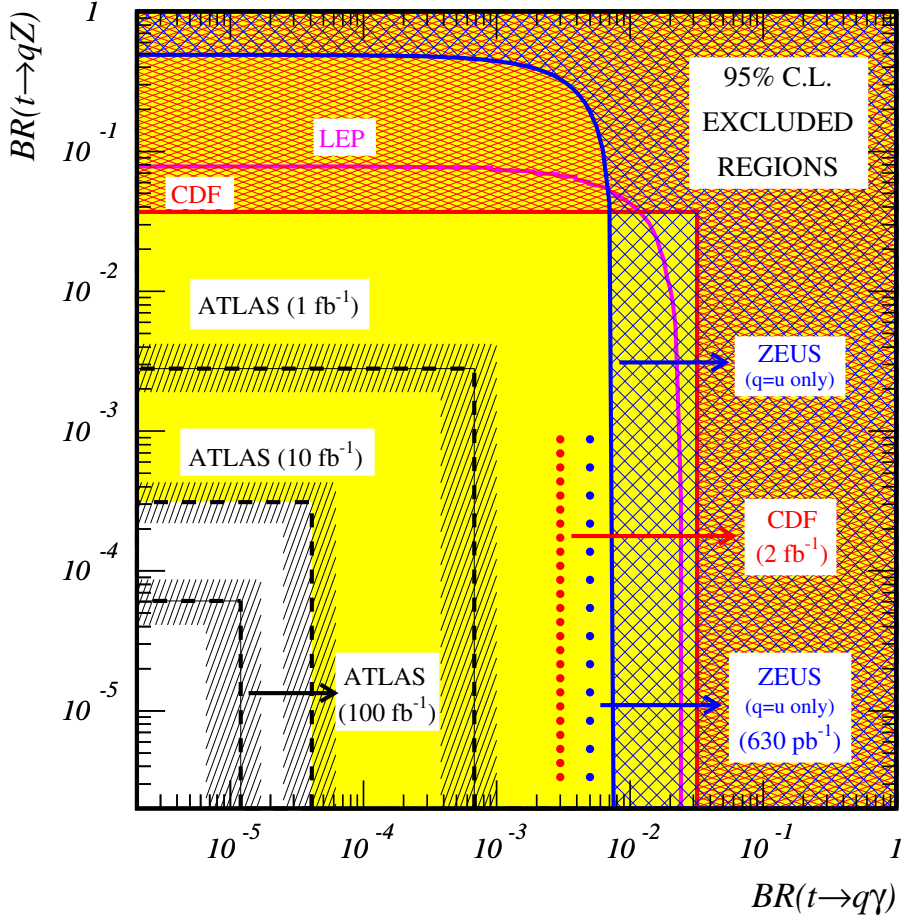 BR(t→qZ)
1
10⁻¹
10⁻²
10⁻³
10⁻⁴
10⁻⁵
95% C.L.
EXCLUDED
REGIONS
LEP
CDF
ATLAS (1 fb⁻¹)
ZEUS
(q=u only)
ATLAS (10 fb⁻¹)
CDF
(2 fb⁻¹)
ATLAS
(100 fb⁻¹)
ZEUS
(q=u only)
(630 pb⁻¹)
10⁻⁵ 10⁻⁴ 10⁻³ 10⁻² 10⁻¹ 1
BR(t→qγ)